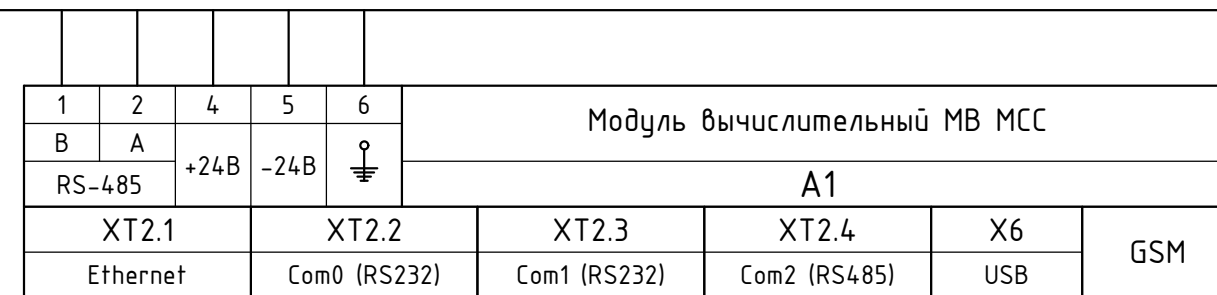 1 2 4 5 6 Модуль вычислительный МВ МСС
B A +24В -24В
RS-485 А1
XT2.1 XT2.2 XT2.3 XT2.4 X6 GSM
Ethernet Com0 (RS232) Com1 (RS232) Com2 (RS485) USB